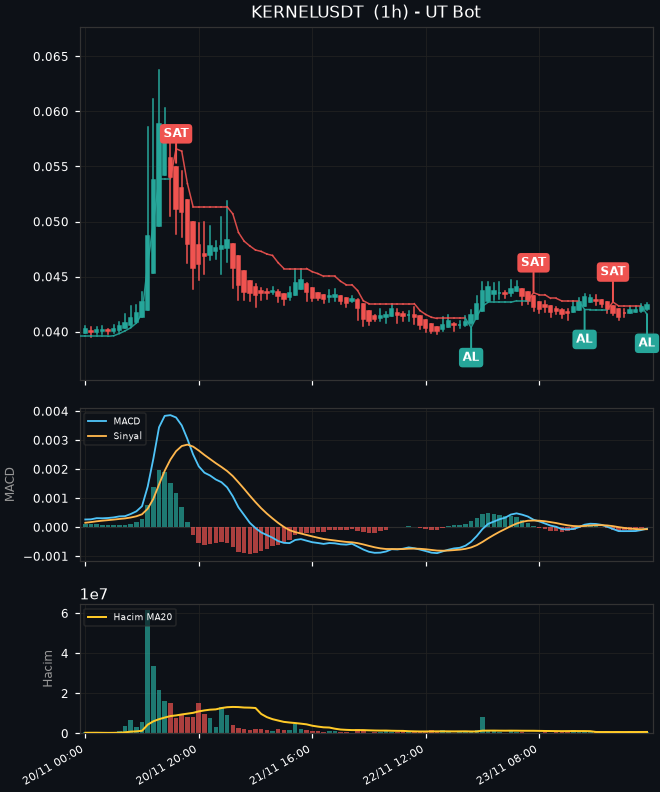 KERNELUSDT  (1h) - UT Bot
0.065
0.060
0.055
0.050
0.045
0.040
SAT
SAT
SAT
AL
AL
AL
MACD
0.004
0.003
0.002
0.001
0.000
−0.001
MACD
Sinyal
1e7
Hacim
6
4
2
0
Hacim MA20
20/11 00:00
20/11 20:00
21/11 16:00
22/11 12:00
23/11 08:00